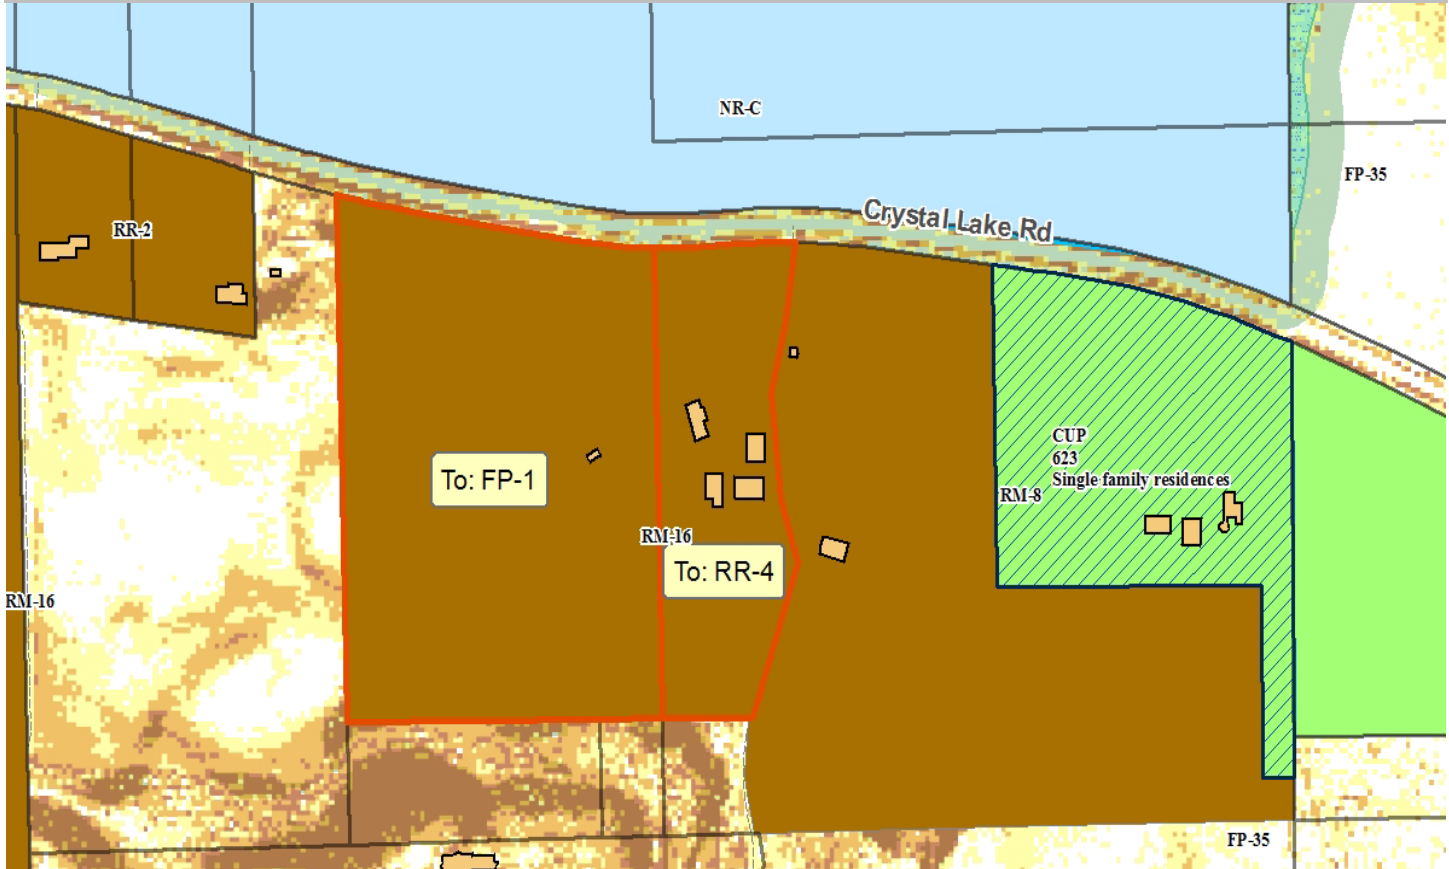 NR-C
FP-35
Crystal Lake Rd
RR-2
CUP
623
Single family residences
To: FP-1
RM-8
RM-16
To: RR-4
RM-16
FP-35